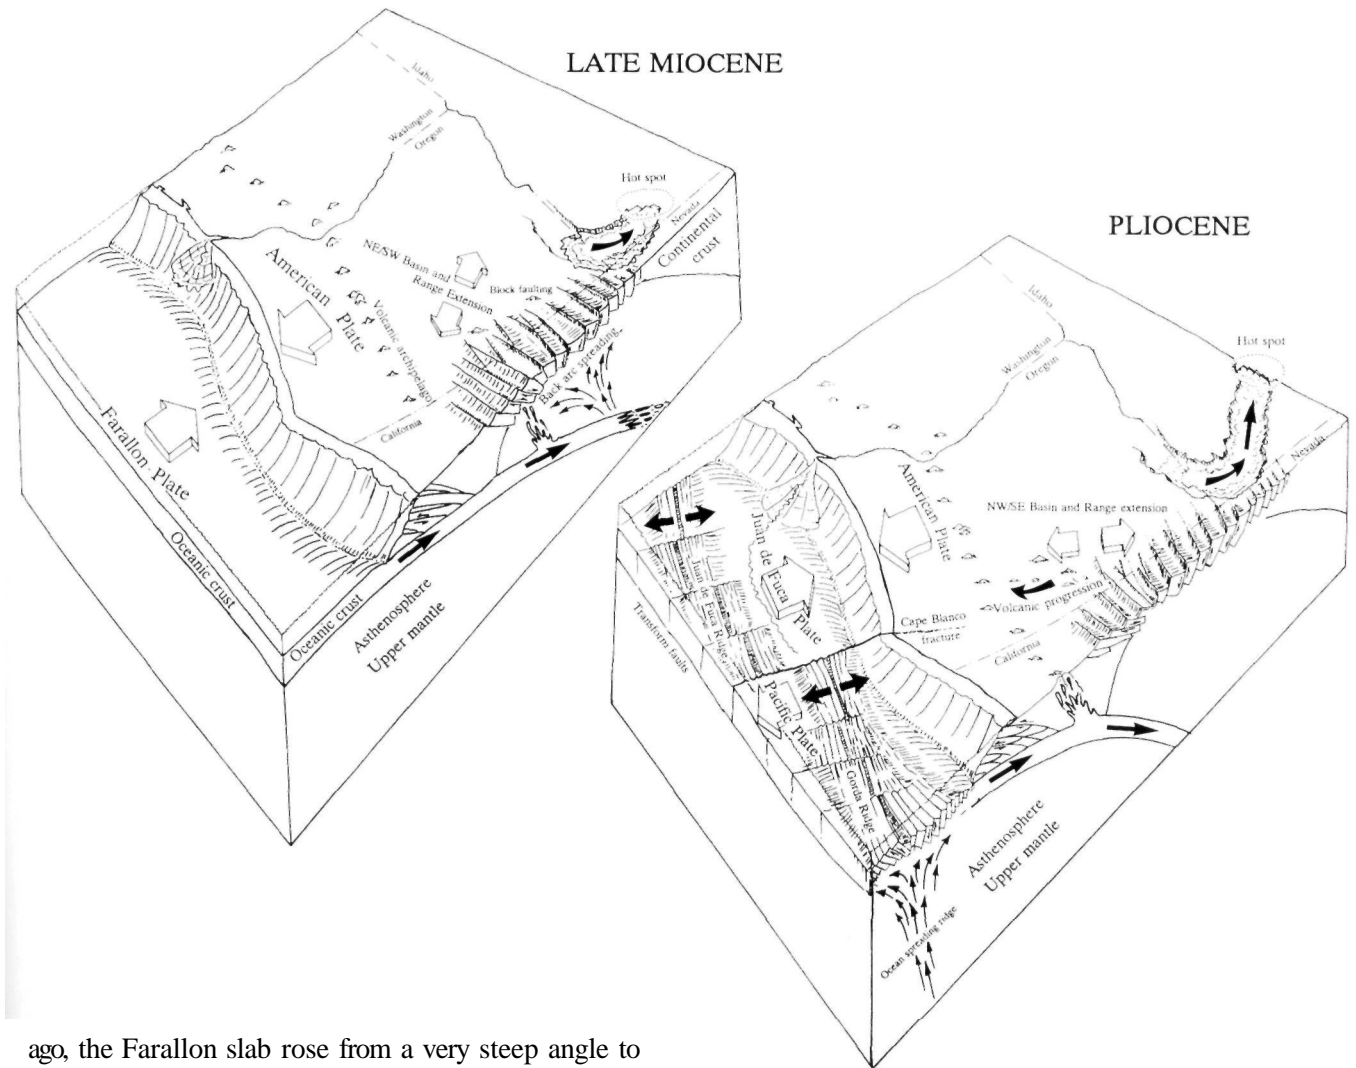 LATE MIOCENE
Idaho
Washington
Oregon
Hot spot
Nevada
Continental
crust
NE/SW Basin and
Range Extension
Block faulting
American
Plate
Volcanic archipelago
Back arc spreading
California
Farallon Plate
Oceanic crust
Oceanic crust
Asthenosphere
Upper mantle
PLIOCENE
Idaho
Washington
Oregon
Hot spot
Nevada
American
Plate
NW/SE Basin and Range extension
Volcanic progression
Juan de Fuca
Plate
Juan de Fuca Ridge
Cape Blanco
fracture
California
Transform faults
Pacific Plate
Gorda Ridge
Asthenosphere
Upper mantle
Ocean spreading ridge
ago, the Farallon slab rose from a very steep angle to